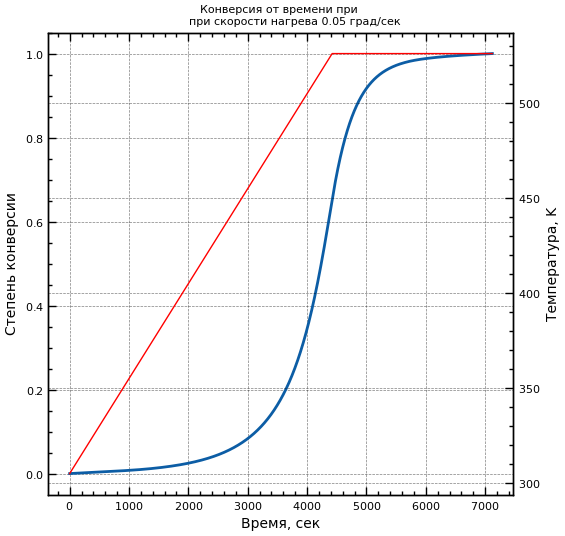 Конверсия от времени при
при скорости нагрева 0.05 град/сек
1.0
0.8
0.6
0.4
0.2
0.0
Степень конверсии
500
450
400
350
300
Температура, K
0 1000 2000 3000 4000 5000 6000 7000
Время, сек